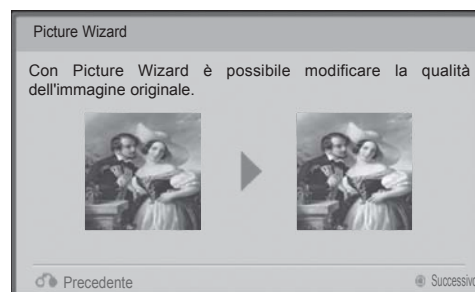 Picture Wizard
Con Picture Wizard è possibile modificare la qualità
dell'immagine originale.
Precedente
Successivo